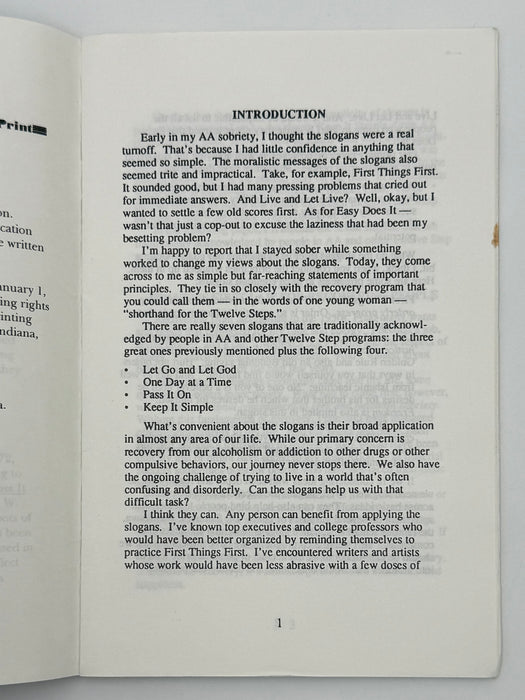 Print
n.
cation
e written
anuary 1,
ing rights
inting
ndiana,
a.
INTRODUCTION
Early in my AA sobriety, I thought the slogans were a real
turnoff. That's because I had little confidence in anything that
seemed so simple. The moralistic messages of the slogans also
seemed trite and impractical. Take, for example, First Things First.
It sounded good, but I had many pressing problems that cried out
for immediate answers. And Live and Let Live? Well, okay, but I
wanted to settle a few old scores first. As for Easy Does It —
wasn't that just a cop-out to excuse the laziness that had been my
besetting problem?
I'm happy to report that I stayed sober while something
worked to change my views about the slogans. Today, they come
across to me as simple but far-reaching statements of important
principles. They tie in so closely with the recovery program that
you could call them — in the words of one young woman —
"shorthand for the Twelve Steps."
There are really seven slogans that are traditionally acknowl-
edged by people in AA and other Twelve Step programs: the three
great ones previously mentioned plus the following four.
• Let Go and Let God
• One Day at a Time
• Pass It On
• Keep It Simple
What's convenient about the slogans is their broad application
in almost any area of our life. While our primary concern is
recovery from our alcoholism or addiction to other drugs or other
compulsive behaviors, our journey never stops there. We also have
the ongoing challenge of trying to live in a world that's often
confusing and disorderly. Can the slogans help us with that
difficult task?
I think they can. Any person can benefit from applying the
slogans. I've known top executives and college professors who
would have been better organized by reminding themselves to
practice First Things First. I've encountered writers and artists
whose work would have been less abrasive with a few doses of
1